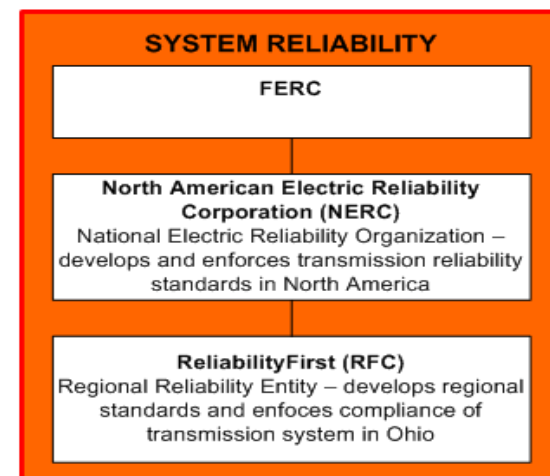 SYSTEM RELIABILITY
FERC
North American Electric Reliability
Corporation (NERC)
National Electric Reliability Organization –
develops and enforces transmission reliability
standards in North America
ReliabilityFirst (RFC)
Regional Reliability Entity – develops regional
standards and enfoces compliance of
transmission system in Ohio